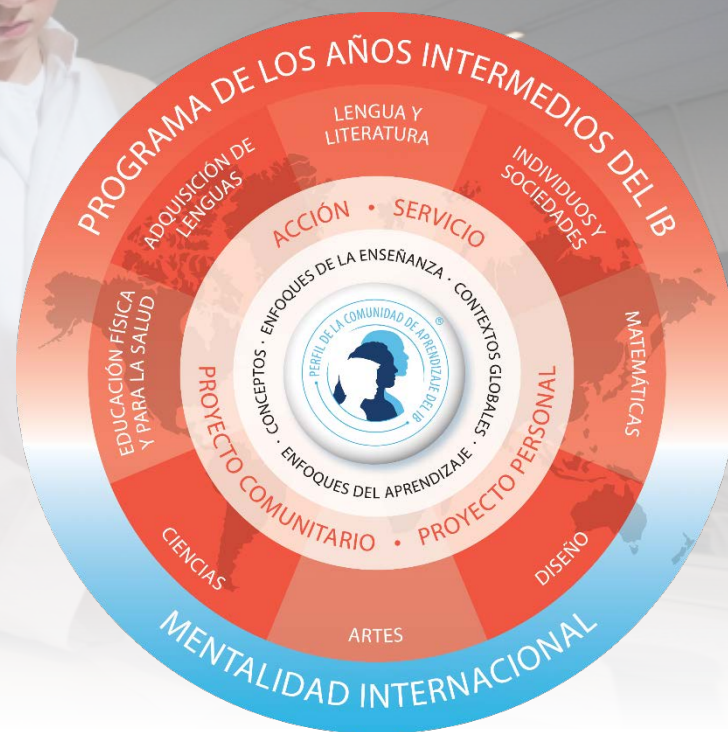 PROGRAMA DE LOS AÑOS INTERMEDIOS DEL IB
LENGUA Y
LITERATURA
INDIVIDUOS Y
SOCIEDADES
MATEMÁTICAS
DISEÑO
ARTES
CIENCIAS
EDUCACIÓN FÍSICA
Y PARA LA SALUD
ADQUISICIÓN DE
LENGUAS
ACCIÓN • SERVICIO
PROYECTO COMUNITARIO • PROYECTO PERSONAL
ENFOQUES DE LA ENSEÑANZA · CONTEXTOS GLOBALES · ENFOQUES DEL APRENDIZAJE · CONCEPTOS ·
• PERFIL DE LA COMUNIDAD DE APRENDIZAJE DEL IB •
®
MENTALIDAD INTERNACIONAL